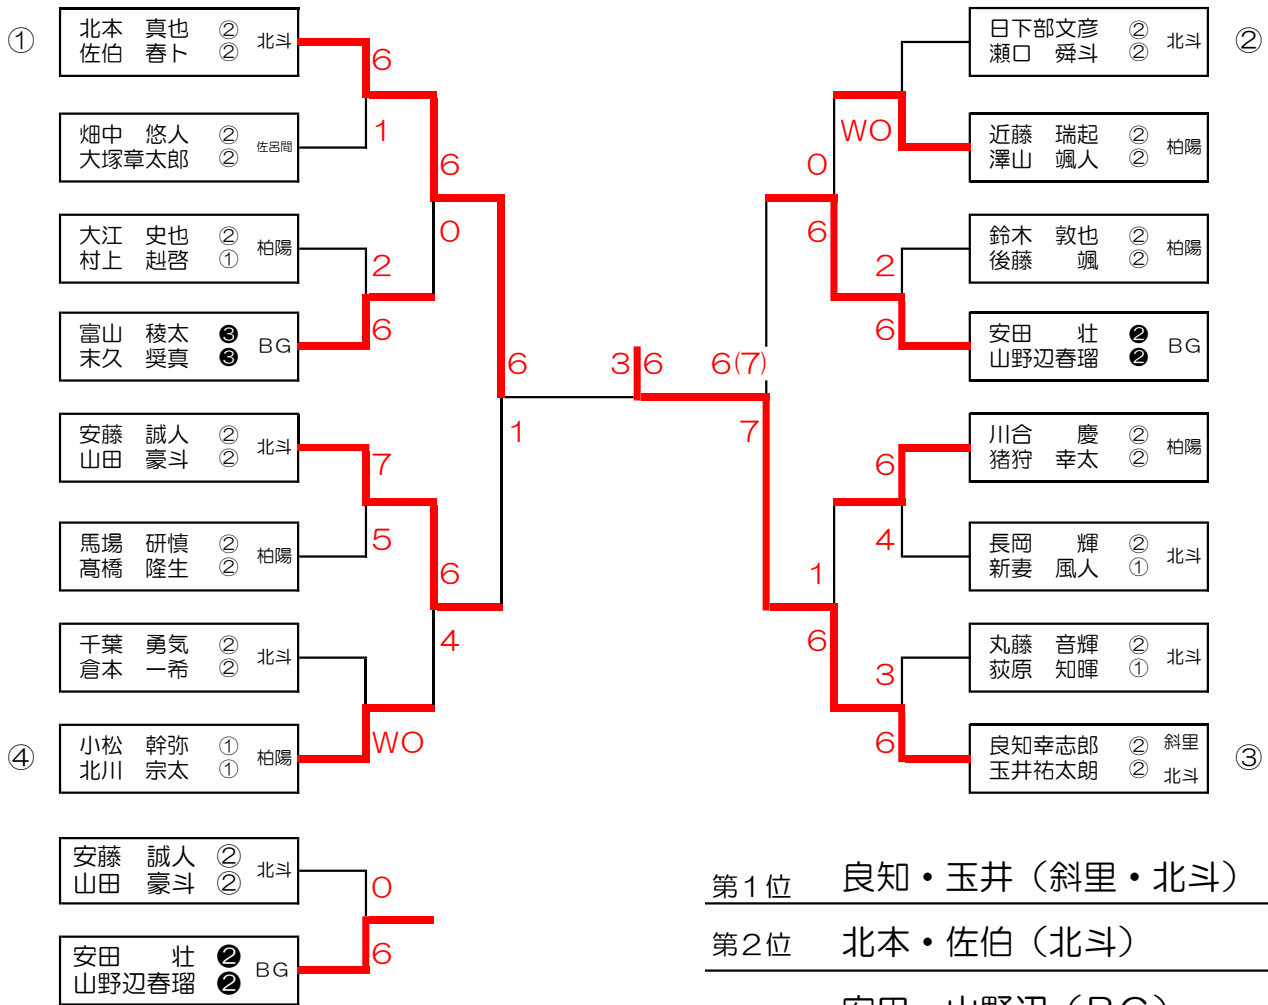 ①
北本 真也 ② 北斗
佐伯 春ト ②
6
畑中 悠人 ② 佐呂間
大塚章太郎 ②
1
6
大江 史也 ② 柏陽
村上 赳啓 ①
2
0
富山 稜太 ❸ BG
末久 奨真 ❸
6
6
安藤 誠人 ② 北斗
山田 豪斗 ②
7
1
馬場 研慎 ② 柏陽
髙橋 隆生 ②
5
6
千葉 勇気 ② 北斗
倉本 一希 ②
4
④
小松 幹弥 ① 柏陽
北川 宗太 ①
WO
3 6
②
日下部文彦 ② 北斗
瀬口 舜斗 ②
WO
近藤 瑞起 ② 柏陽
澤山 颯人 ②
0
6
鈴木 敦也 ② 柏陽
後藤 颯 ②
2
安田 壮 ❷ BG
山野辺春瑠 ❷
6
6(7)
7
川合 慶 ② 柏陽
猪狩 幸太 ②
6
長岡 輝 ② 北斗
新妻 風人 ①
4
1
6
丸藤 音輝 ② 北斗
荻原 知暉 ①
3
③
良知幸志郎 ② 斜里
玉井祐太朗 ② 北斗
6
安藤 誠人 ② 北斗
山田 豪斗 ②
0
安田 壮 ❷ BG
山野辺春瑠 ❷
6
第1位 良知・玉井（斜里・北斗）
第2位 北本・佐伯（北斗）
安田・山野辺（BG）